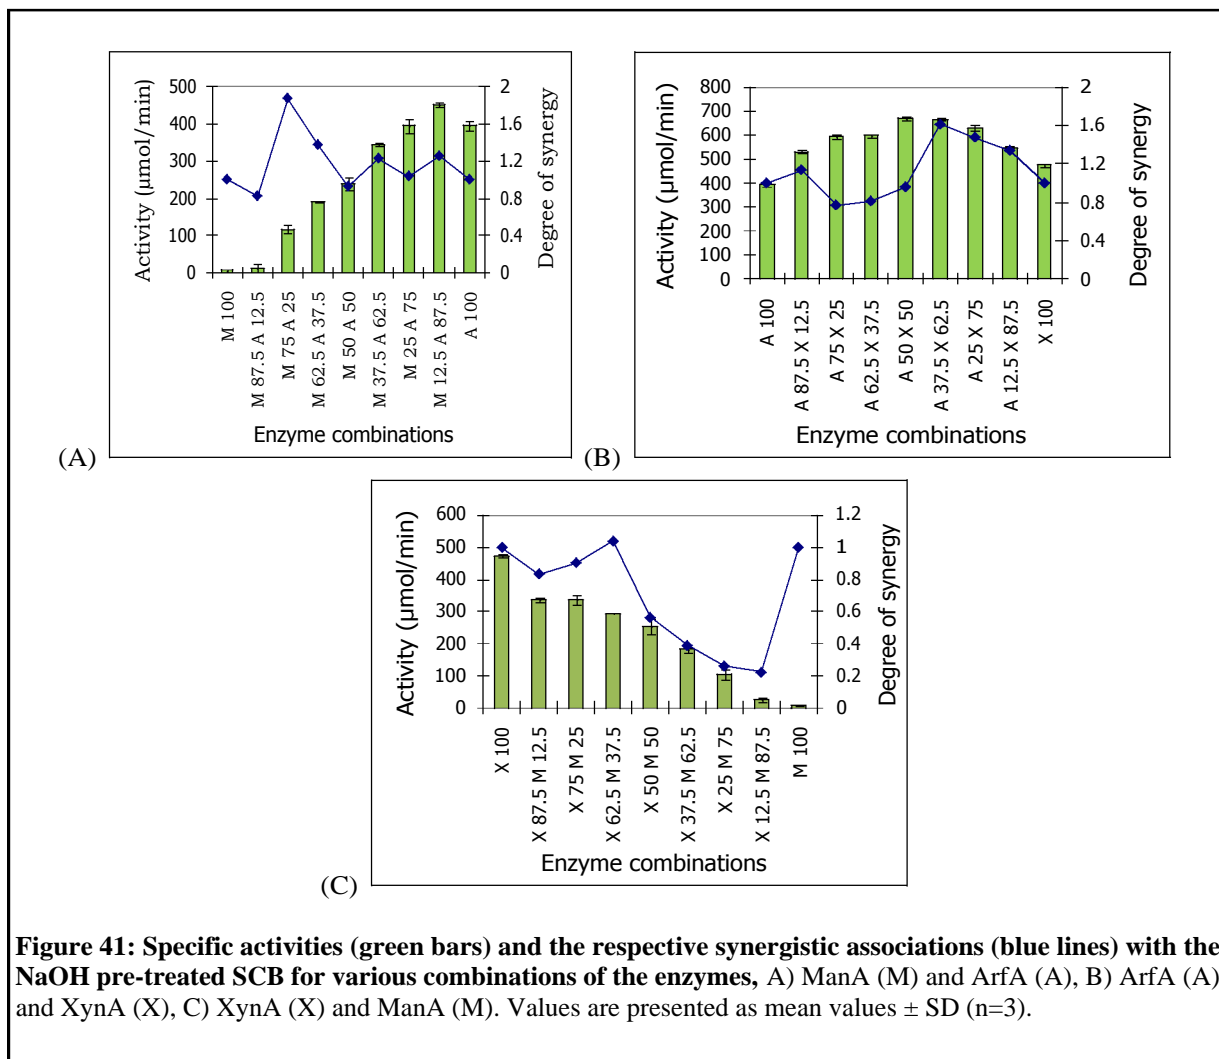 500
400
300
200
100
0
2
1.6
1.2
0.8
0.4
0
Activity (µmol/min)
Degree of synergy
M 100
M 87.5 A 12.5
M 75 A 25
M 62.5 A 37.5
M 50 A 50
M 37.5 A 62.5
M 25 A 75
M 12.5 A 87.5
A 100
Enzyme combinations
(A)
800
700
600
500
400
300
200
100
0
2
1.6
1.2
0.8
0.4
0
Activity (µmol/min)
Degree of synergy
A 100
A 87.5 X 12.5
A 75 X 25
A 62.5 X 37.5
A 50 X 50
A 37.5 X 62.5
A 25 X 75
A 12.5 X 87.5
X 100
Enzyme combinations
(B)
600
500
400
300
200
100
0
1.2
1
0.8
0.6
0.4
0.2
0
Activity (µmol/min)
Degree of synergy
X 100
X 87.5 M 12.5
X 75 M 25
X 62.5 M 37.5
X 50 M 50
X 37.5 M 62.5
X 25 M 75
X 12.5 M 87.5
M 100
Enzyme combinations
(C)
Figure 41: Specific activities (green bars) and the respective synergistic associations (blue lines) with the
NaOH pre-treated SCB for various combinations of the enzymes, A) ManA (M) and ArfA (A), B) ArfA (A)
and XynA (X), C) XynA (X) and ManA (M). Values are presented as mean values ± SD (n=3).